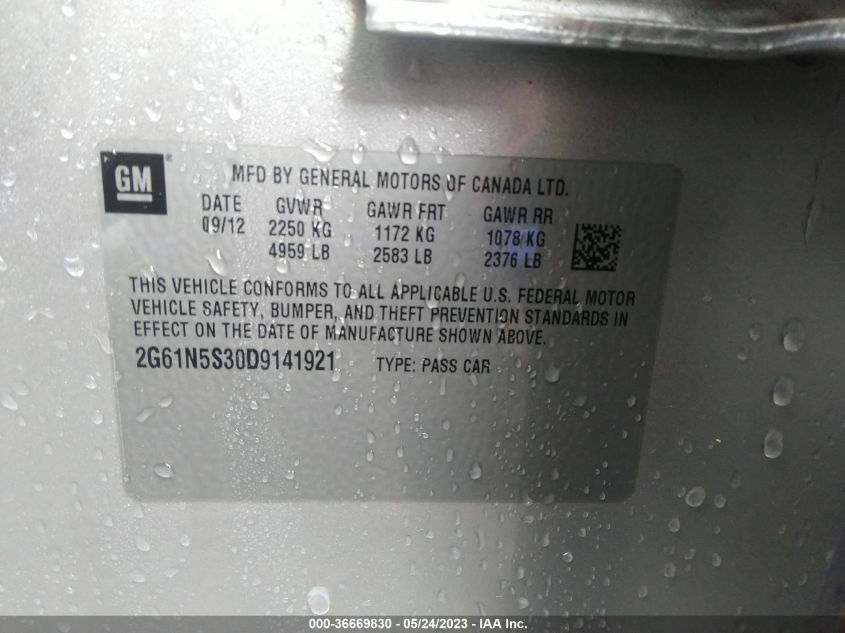 GM ®
MFD BY GENERAL MOTORS OF CANADA LTD.
DATE GVWR GAWR FRT GAWR RR
09/12 2250 KG 1172 KG 1078 KG
4959 LB 2583 LB 2376 LB
THIS VEHICLE CONFORMS TO ALL APPLICABLE U.S. FEDERAL MOTOR
VEHICLE SAFETY, BUMPER, AND THEFT PREVENTION STANDARDS IN
EFFECT ON THE DATE OF MANUFACTURE SHOWN ABOVE.
2G61N5S30D9141921 TYPE: PASS CAR
000-36669830 - 05/24/2023 - IAA Inc.